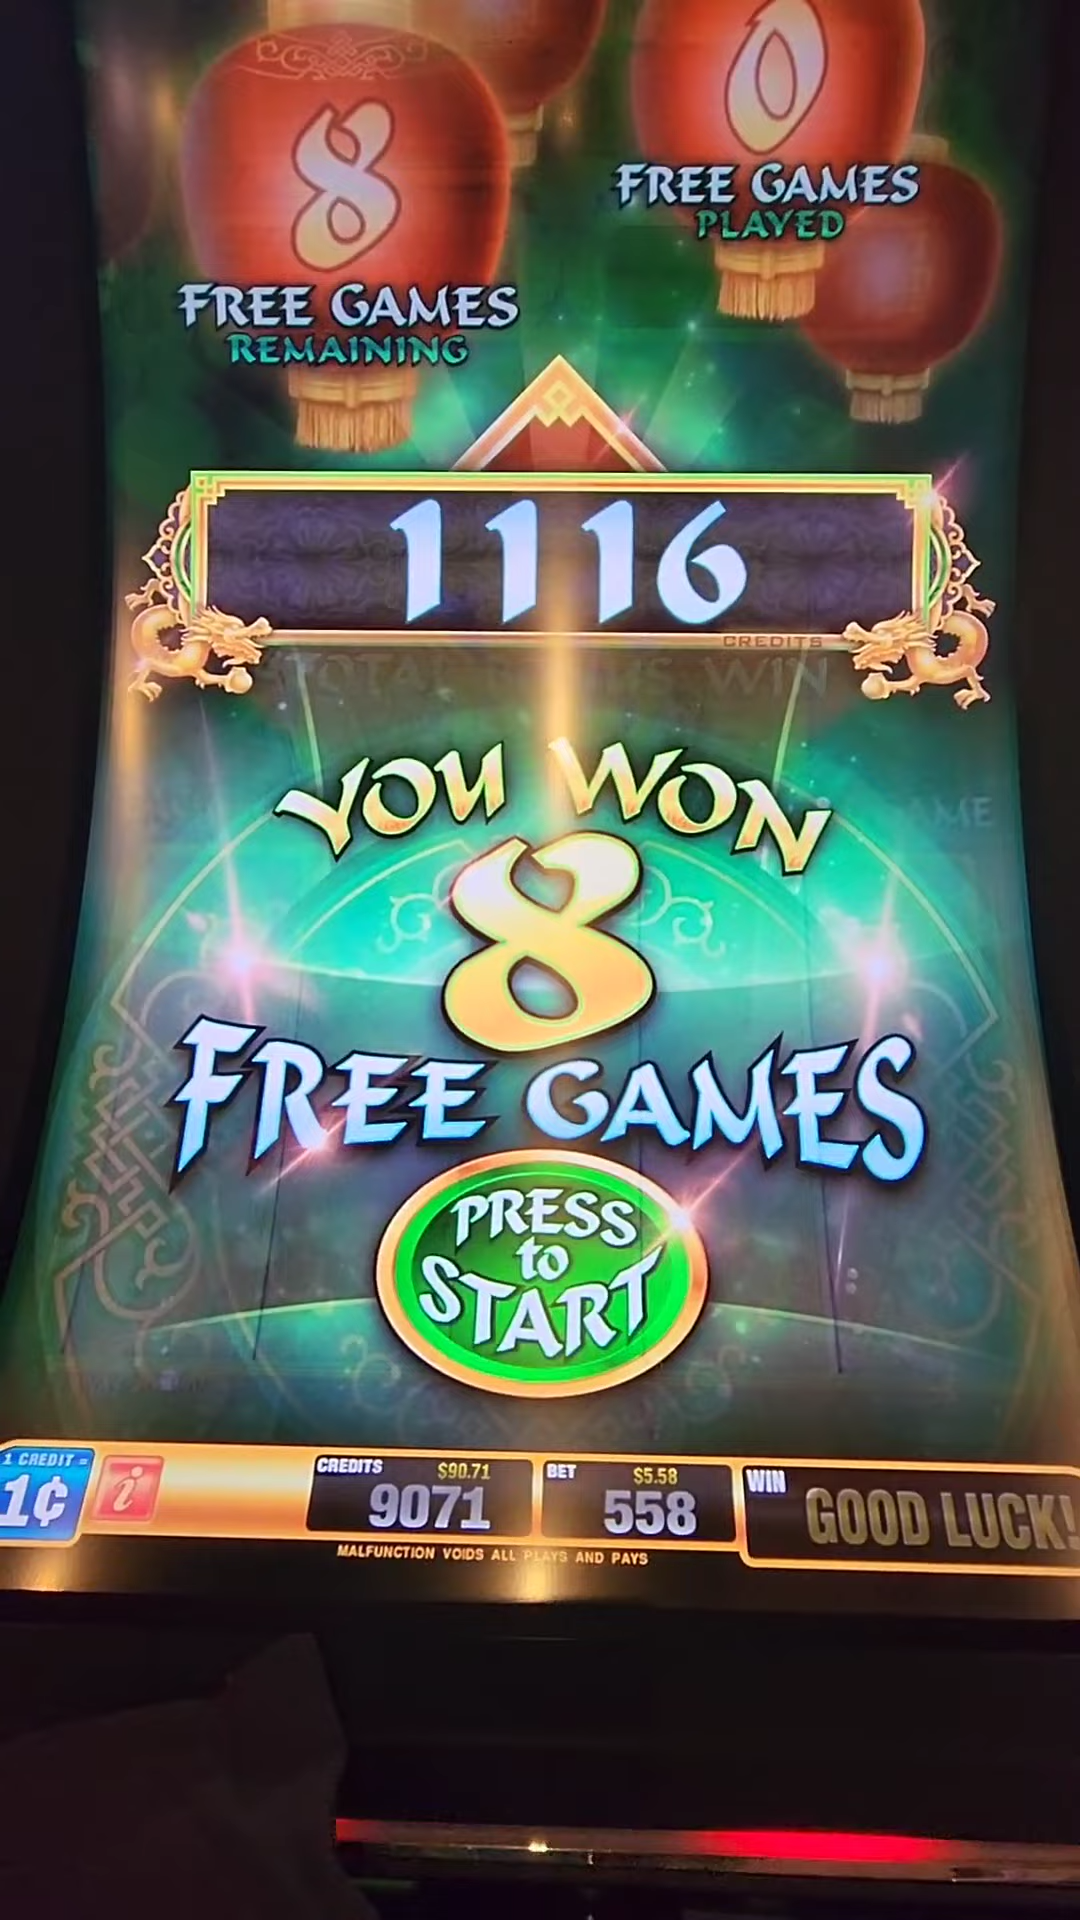 8
FREE GAMES
REMAINING
0
FREE GAMES
PLAYED
1116
CREDITS
WIN
YOU WON
8
FREE GAMES
PRESS
to
START
1 CREDIT =
1¢
i
CREDITS $90.71
9071
BET $5.58
558
WIN
GOOD LUCK!
MALFUNCTION VOIDS ALL PLAYS AND PAYS